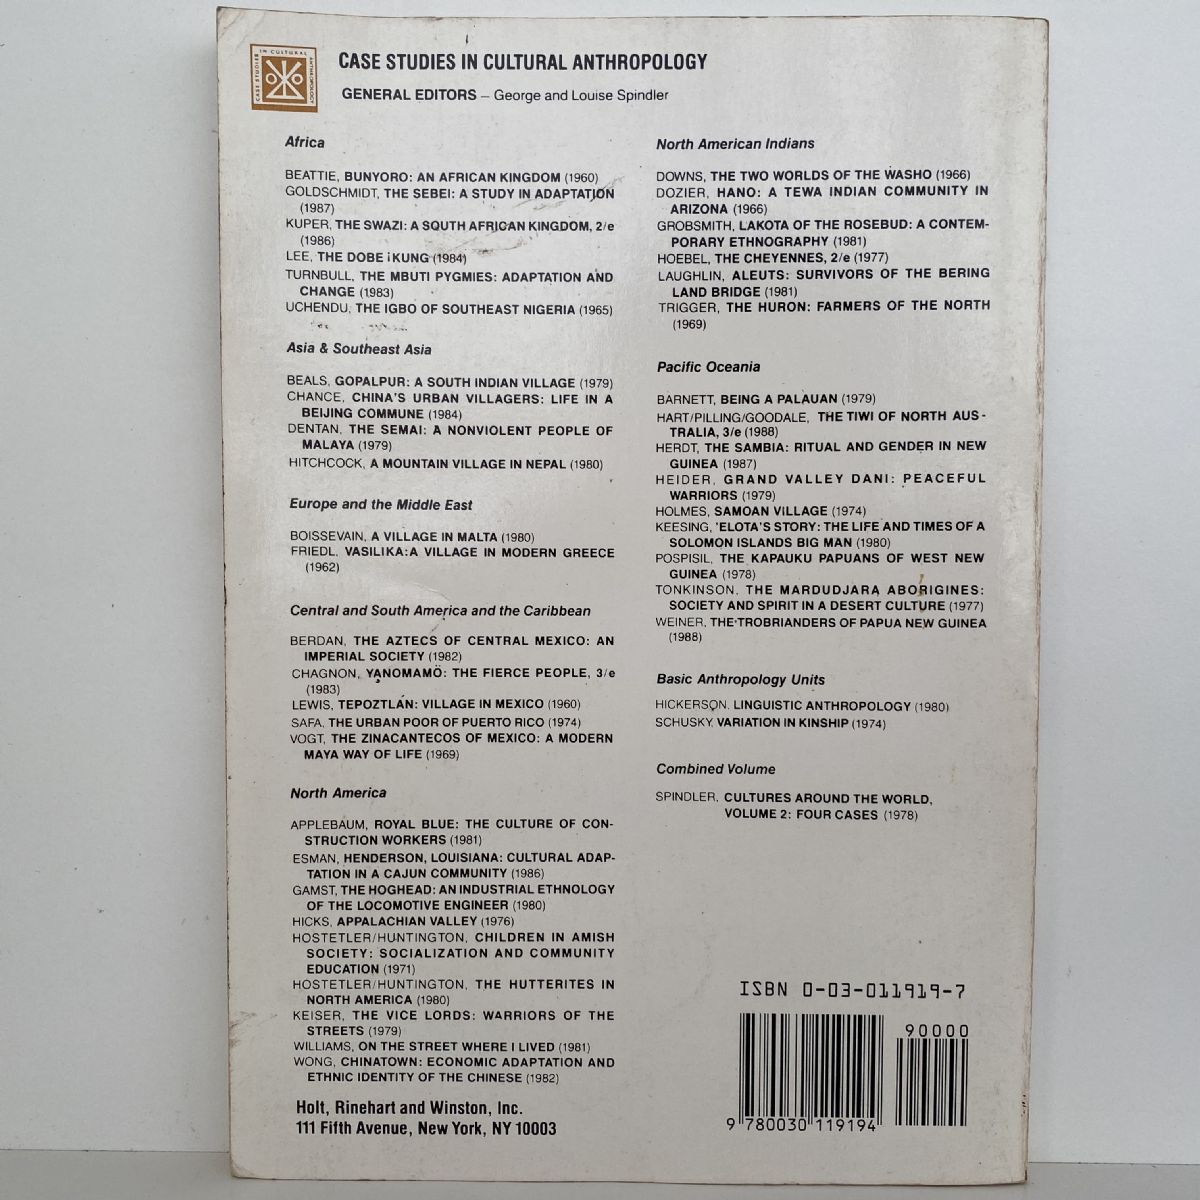 IN CULTURAL
CASE STUDIES
ANTHROPOLOGY
CASE STUDIES IN CULTURAL ANTHROPOLOGY
GENERAL EDITORS – George and Louise Spindler
Africa
BEATTIE, BUNYORO: AN AFRICAN KINGDOM (1960)
GOLDSCHMIDT, THE SEBEI: A STUDY IN ADAPTATION
(1987)
KUPER, THE SWAZI: A SOUTH AFRICAN KINGDOM, 2/e
(1986)
LEE, THE DOBE ¡KUNG (1984)
TURNBULL, THE MBUTI PYGMIES: ADAPTATION AND
CHANGE (1983)
UCHENDU, THE IGBO OF SOUTHEAST NIGERIA (1965)
Asia & Southeast Asia
BEALS, GOPALPUR: A SOUTH INDIAN VILLAGE (1979)
CHANCE, CHINA'S URBAN VILLAGERS: LIFE IN A
BEIJING COMMUNE (1984)
DENTAN, THE SEMAI: A NONVIOLENT PEOPLE OF
MALAYA (1979)
HITCHCOCK, A MOUNTAIN VILLAGE IN NEPAL (1980)
Europe and the Middle East
BOISSEVAIN, A VILLAGE IN MALTA (1980)
FRIEDL, VASILIKA: A VILLAGE IN MODERN GREECE
(1962)
Central and South America and the Caribbean
BERDAN, THE AZTECS OF CENTRAL MEXICO: AN
IMPERIAL SOCIETY (1982)
CHAGNON, YANOMAMÖ: THE FIERCE PEOPLE, 3/e
(1983)
LEWIS, TEPOZTLÁN: VILLAGE IN MEXICO (1960)
SAFA, THE URBAN POOR OF PUERTO RICO (1974)
VOGT, THE ZINACANTECOS OF MEXICO: A MODERN
MAYA WAY OF LIFE (1969)
North America
APPLEBAUM, ROYAL BLUE: THE CULTURE OF CON-
STRUCTION WORKERS (1981)
ESMAN, HENDERSON, LOUISIANA: CULTURAL ADAP-
TATION IN A CAJUN COMMUNITY (1986)
GAMST, THE HOGHEAD: AN INDUSTRIAL ETHNOLOGY
OF THE LOCOMOTIVE ENGINEER (1980)
HICKS, APPALACHIAN VALLEY (1976)
HOSTETLER/HUNTINGTON, CHILDREN IN AMISH
SOCIETY: SOCIALIZATION AND COMMUNITY
EDUCATION (1971)
HOSTETLER/HUNTINGTON, THE HUTTERITES IN
NORTH AMERICA (1980)
KEISER, THE VICE LORDS: WARRIORS OF THE
STREETS (1979)
WILLIAMS, ON THE STREET WHERE I LIVED (1981)
WONG, CHINATOWN: ECONOMIC ADAPTATION AND
ETHNIC IDENTITY OF THE CHINESE (1982)
Holt, Rinehart and Winston, Inc.
111 Fifth Avenue, New York, NY 10003
North American Indians
DOWNS, THE TWO WORLDS OF THE WASHO (1966)
DOZIER, HANO: A TEWA INDIAN COMMUNITY IN
ARIZONA (1966)
GROBSMITH, LAKOTA OF THE ROSEBUD: A CONTEM-
PORARY ETHNOGRAPHY (1981)
HOEBEL, THE CHEYENNES, 2/e (1977)
LAUGHLIN, ALEUTS: SURVIVORS OF THE BERING
LAND BRIDGE (1981)
TRIGGER, THE HURON: FARMERS OF THE NORTH
(1969)
Pacific Oceania
BARNETT, BEING A PALAUAN (1979)
HART/PILLING/GOODALE, THE TIWI OF NORTH AUS-
TRALIA, 3/e (1988)
HERDT, THE SAMBIA: RITUAL AND GENDER IN NEW
GUINEA (1987)
HEIDER, GRAND VALLEY DANI: PEACEFUL
WARRIORS (1979)
HOLMES, SAMOAN VILLAGE (1974)
KEESING, 'ELOTA'S STORY: THE LIFE AND TIMES OF A
SOLOMON ISLANDS BIG MAN (1980)
POSPISIL, THE KAPAUKU PAPUANS OF WEST NEW
GUINEA (1978)
TONKINSON, THE MARDUDJARA ABORIGINES:
SOCIETY AND SPIRIT IN A DESERT CULTURE (1977)
WEINER, THE TROBRIANDERS OF PAPUA NEW GUINEA
(1988)
Basic Anthropology Units
HICKERSON, LINGUISTIC ANTHROPOLOGY (1980)
SCHUSKY, VARIATION IN KINSHIP (1974)
Combined Volume
SPINDLER, CULTURES AROUND THE WORLD,
VOLUME 2: FOUR CASES (1978)
ISBN 0-03-011919-7
90000
9 780030 119194